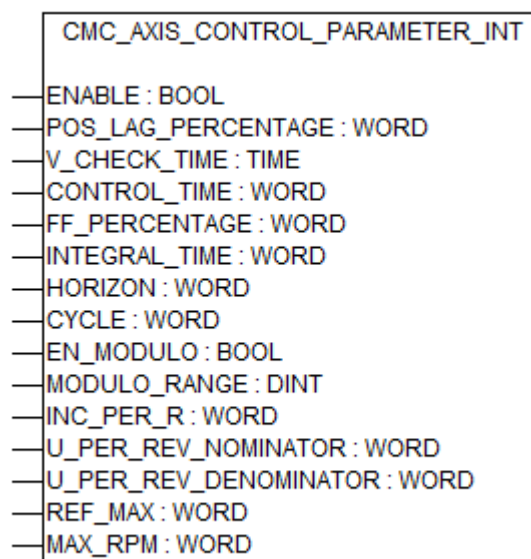 CMC_AXIS_CONTROL_PARAMETER_INT
ENABLE : BOOL
POS_LAG_PERCENTAGE : WORD
V_CHECK_TIME : TIME
CONTROL_TIME : WORD
FF_PERCENTAGE : WORD
INTEGRAL_TIME : WORD
HORIZON : WORD
CYCLE : WORD
EN_MODULO : BOOL
MODULO_RANGE : DINT
INC_PER_R : WORD
U_PER_REV_NOMINATOR : WORD
U_PER_REV_DENOMINATOR : WORD
REF_MAX : WORD
MAX_RPM : WORD